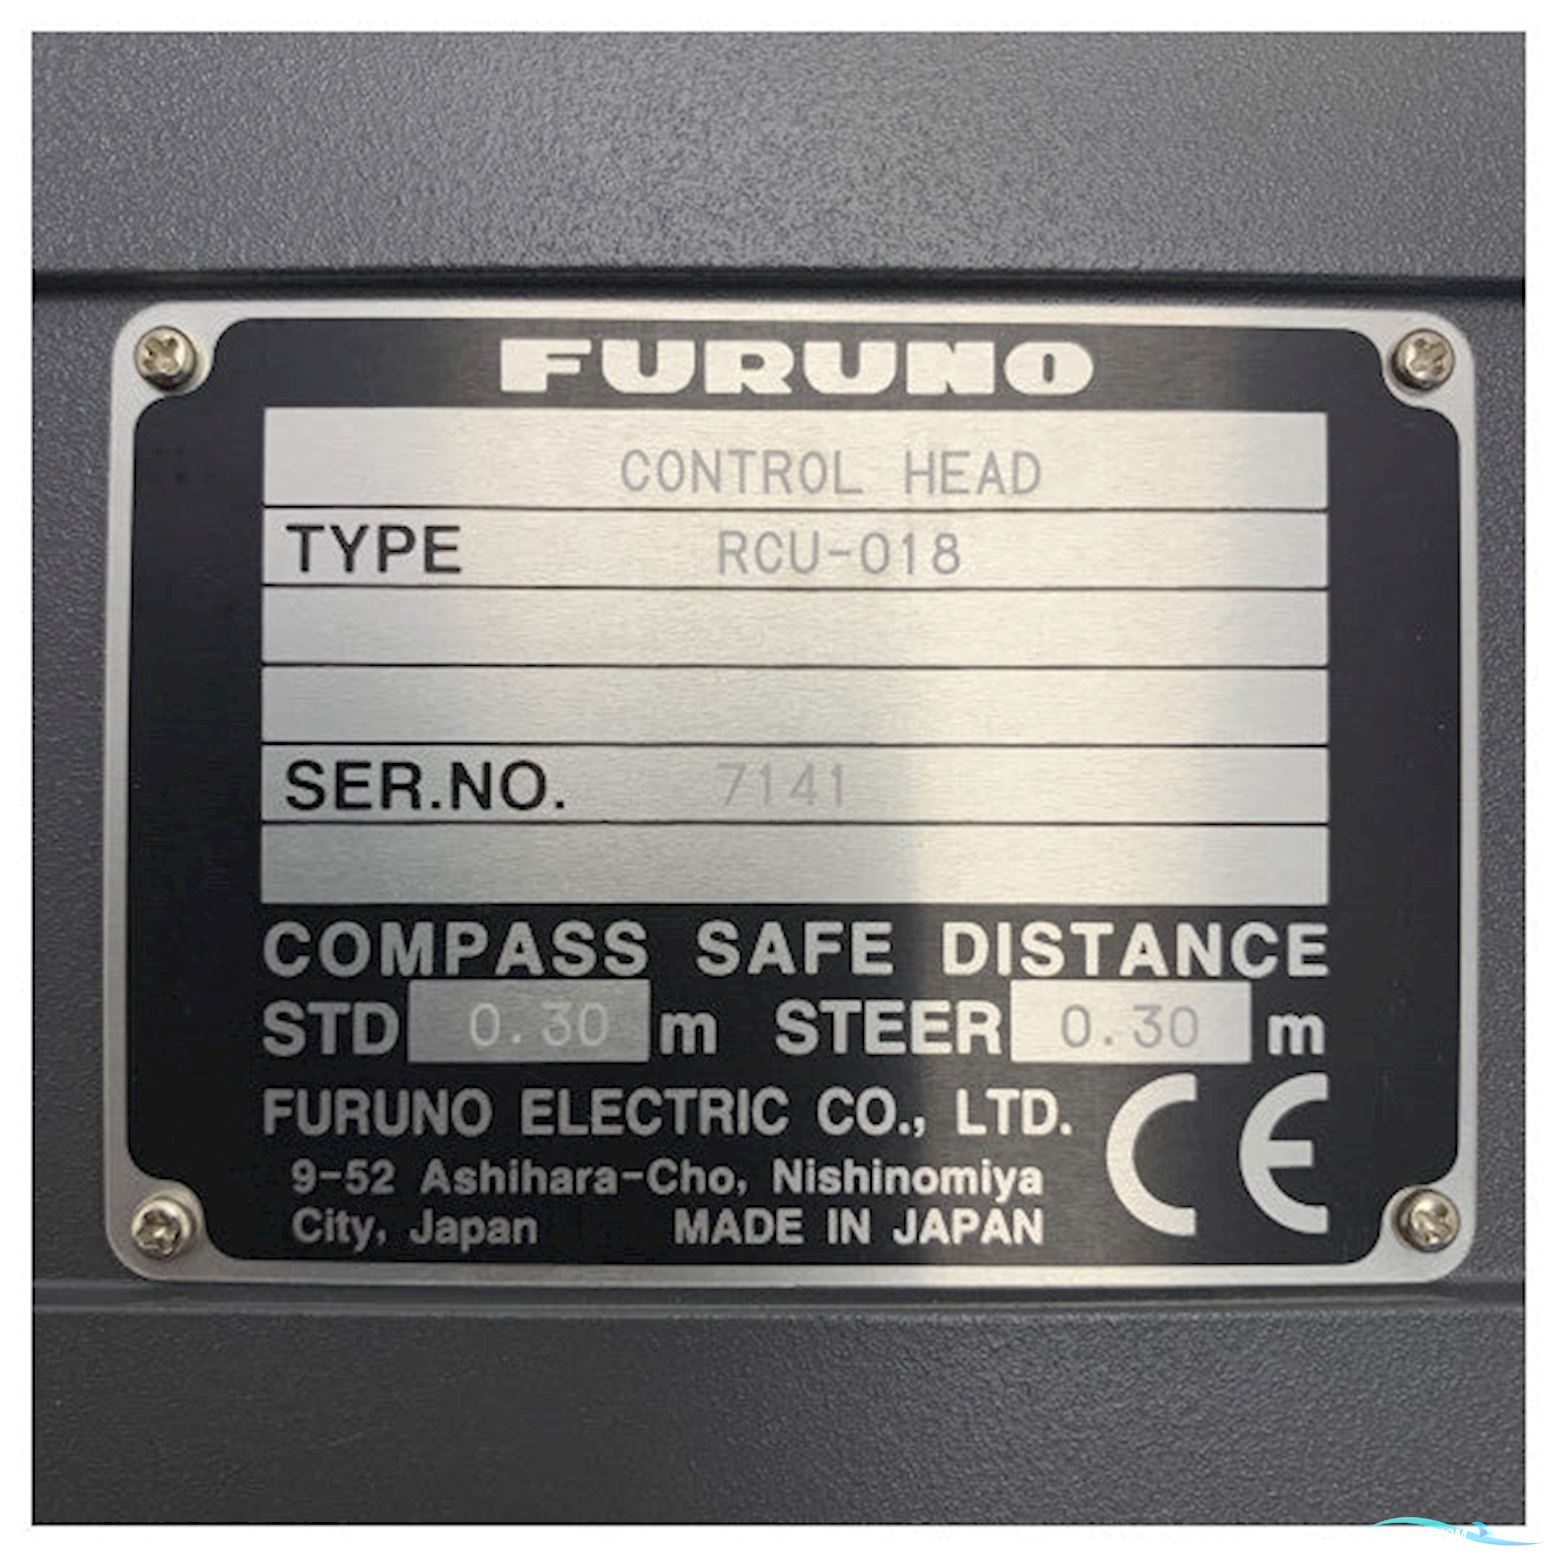 FURUNO
CONTROL HEAD
TYPE RCU-018
SER.NO. 7141
COMPASS SAFE DISTANCE
STD 0.30 m STEER 0.30 m
FURUNO ELECTRIC CO., LTD.
9-52 Ashihara-Cho, Nishinomiya
City, Japan MADE IN JAPAN
CE